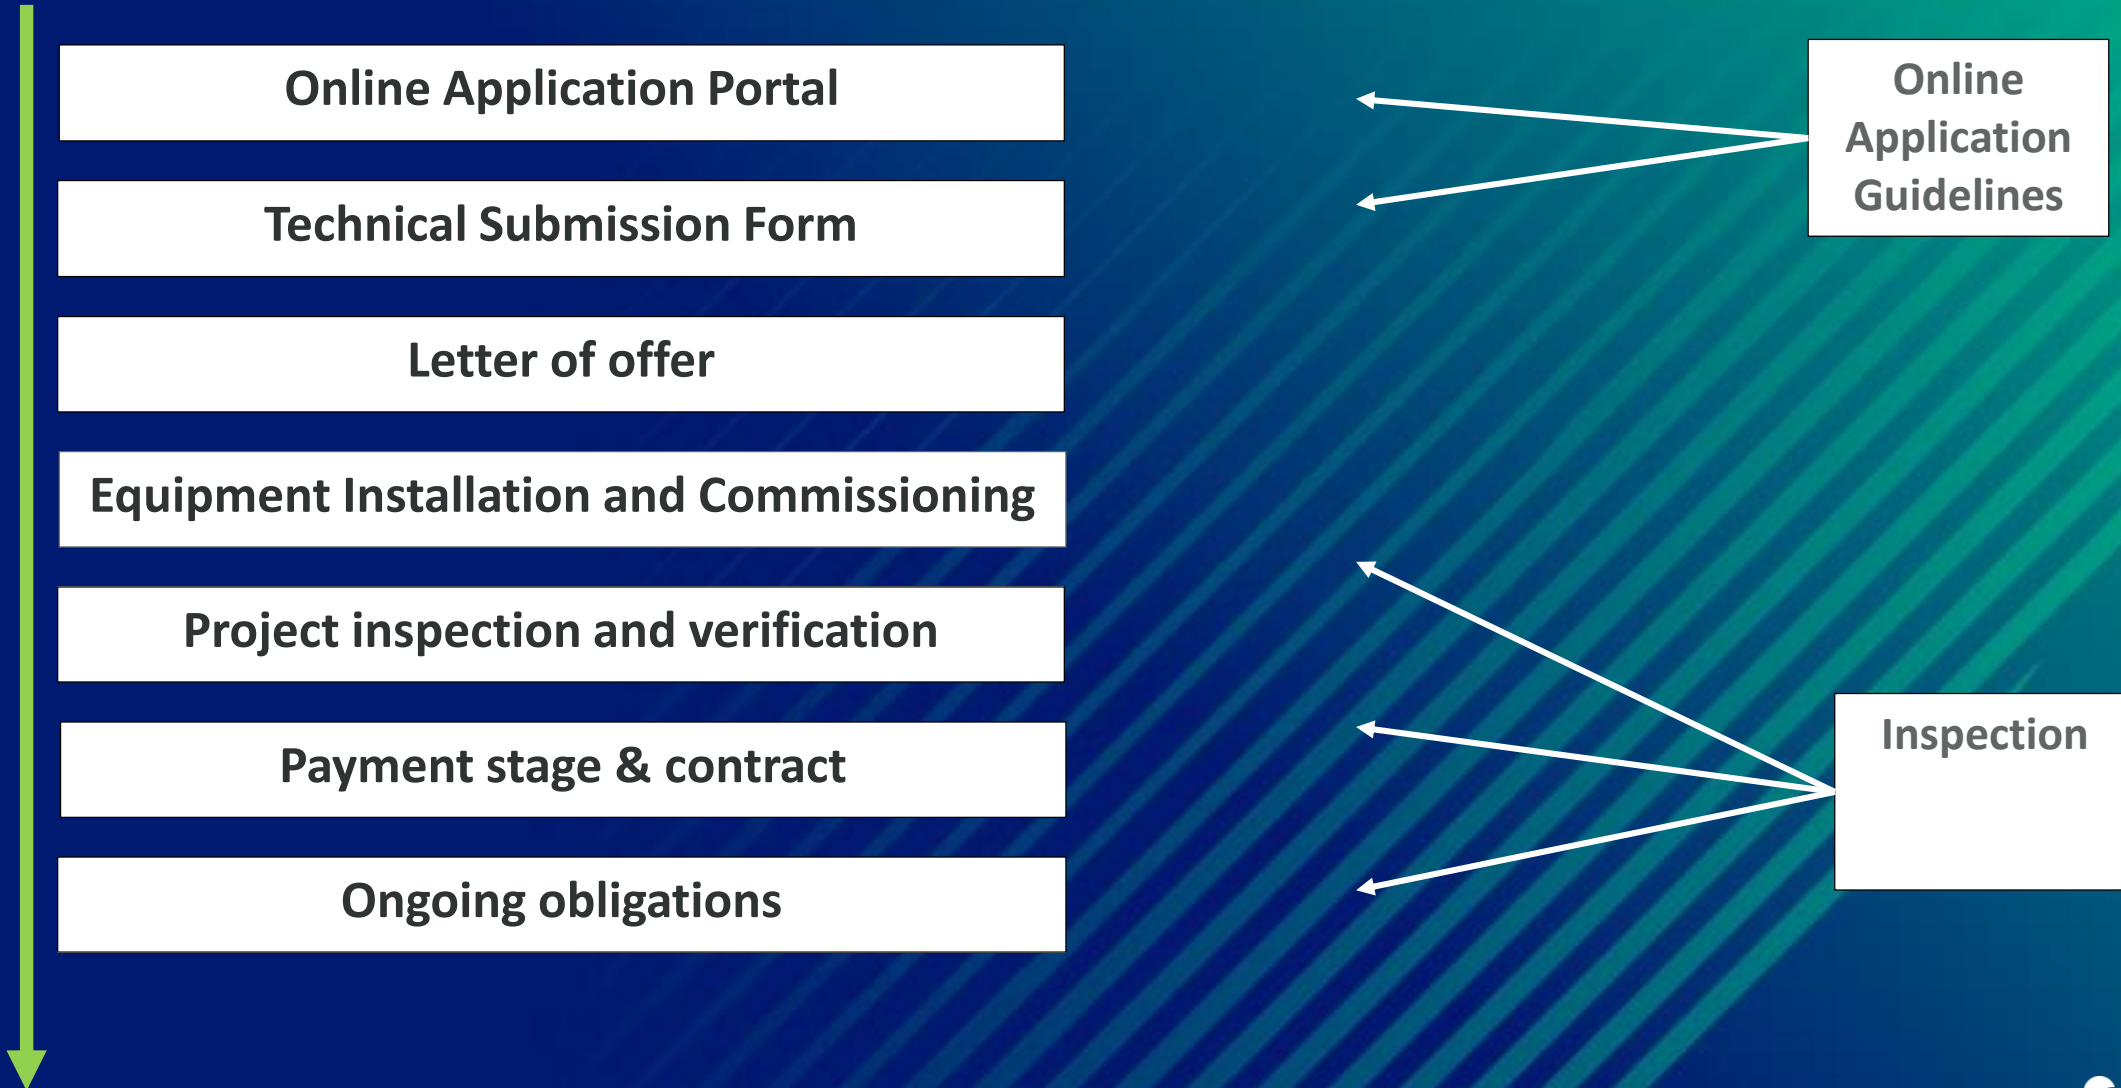 Online Application Portal
Technical Submission Form
Letter of offer
Equipment Installation and Commissioning
Project inspection and verification
Payment stage & contract
Ongoing obligations
Online
Application
Guidelines
Inspection